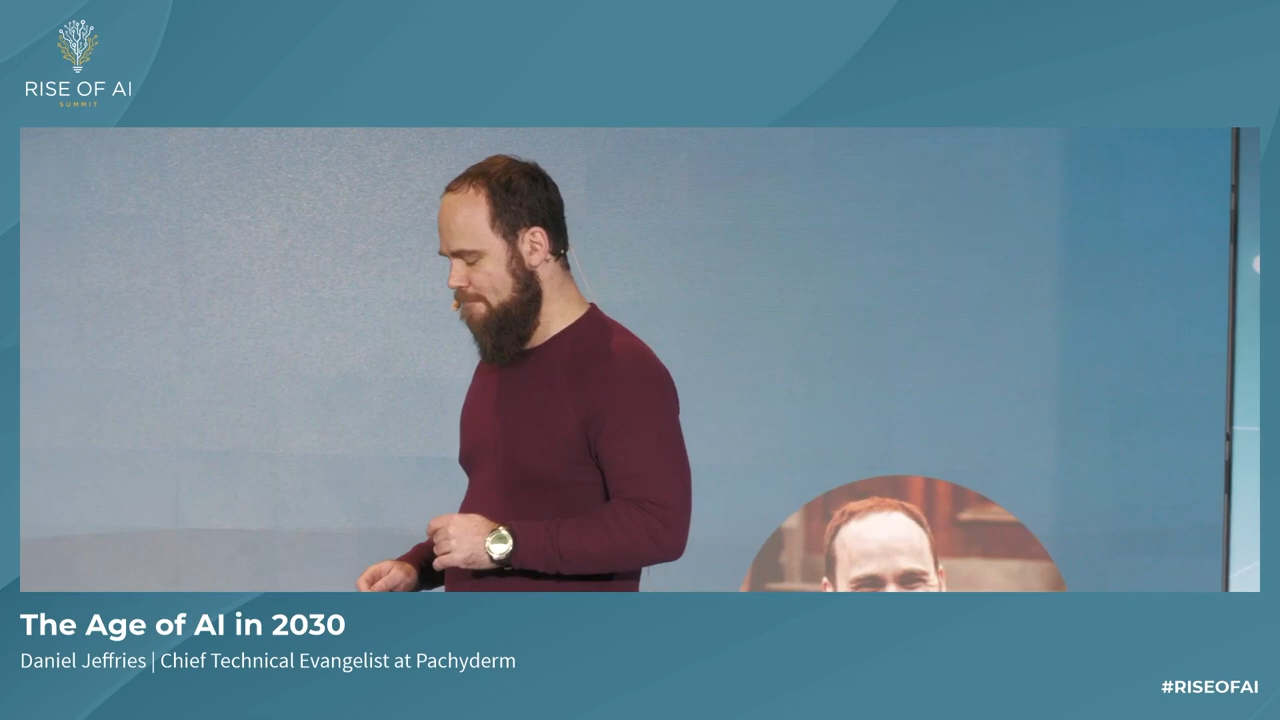 RISE OF AI
SUMMIT
The Age of AI in 2030
Daniel Jeffries | Chief Technical Evangelist at Pachyderm
#RISEOFAI